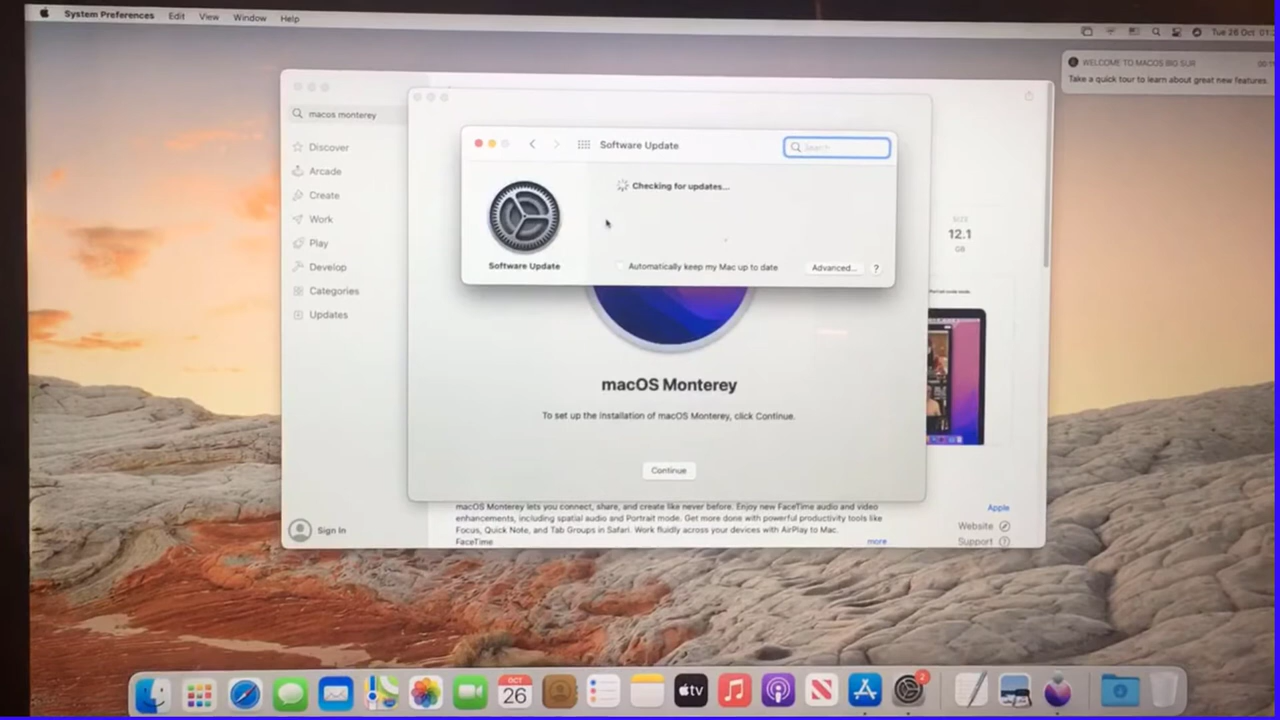 System Preferences Edit View Window Help
Tue 26 Oct 01:
WELCOME TO MACOS BIG SUR
Take a quick tour to learn about great new features.
macos monterey
Discover
Arcade
Create
Work
Play
Develop
Categories
Updates
Sign In
Software Update
Search
Checking for updates...
Software Update
Automatically keep my Mac up to date
Advanced...
?
SIZE
12.1
GB
macOS Monterey
To set up the installation of macOS Monterey, click Continue.
Continue
macOS Monterey lets you connect, share, and create like never before. Enjoy new FaceTime audio and video
enhancements, including spatial audio and Portrait mode. Get more done with powerful productivity tools like
Focus, Quick Note, and Tab Groups in Safari. Work fluidly across your devices with AirPlay to Mac.
FaceTime
more
Apple
Website
Support
OCT
26
tv
2